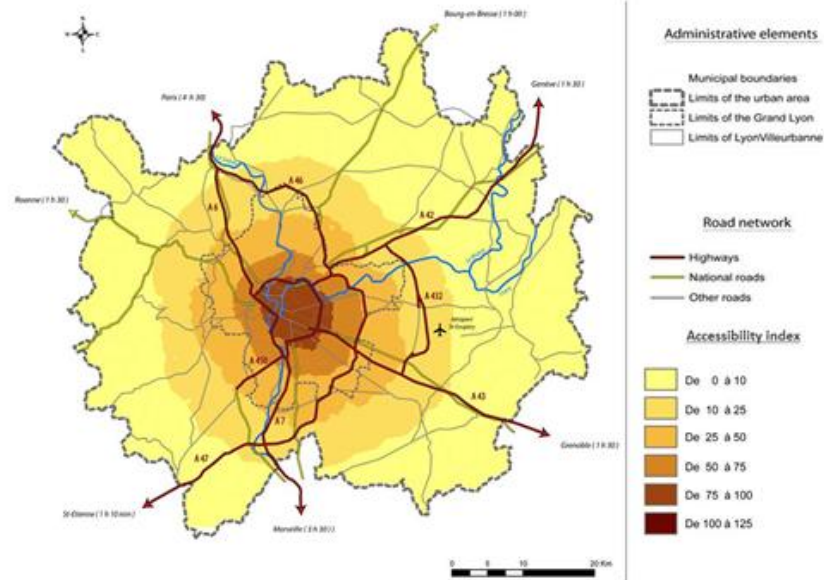 Bourg-en-Bresse ( 1 h 00 )
Genève ( 1 h 30 )
Paris ( 4 h 30)
Roanne ( 1 h 30 )
A 46
A 6
A 42
A 432
Aéroport
St-Exupéry
A 450
A 7
A 43
A 47
Grenoble ( 1 h 30 )
St-Etienne ( 1 h 10 min )
Marseille ( 3 h 30 ) )
0
10
20 Km
Administrative elements
Municipal boundaries
Limits of the urban area
Limits of the Grand Lyon
Limits of LyonVilleurbanne
Road network
Highways
National roads
Other roads
Accessibility index
De 0 à 10
De 10 à 25
De 25 à 50
De 50 à 75
De 75 à 100
De 100 à 125